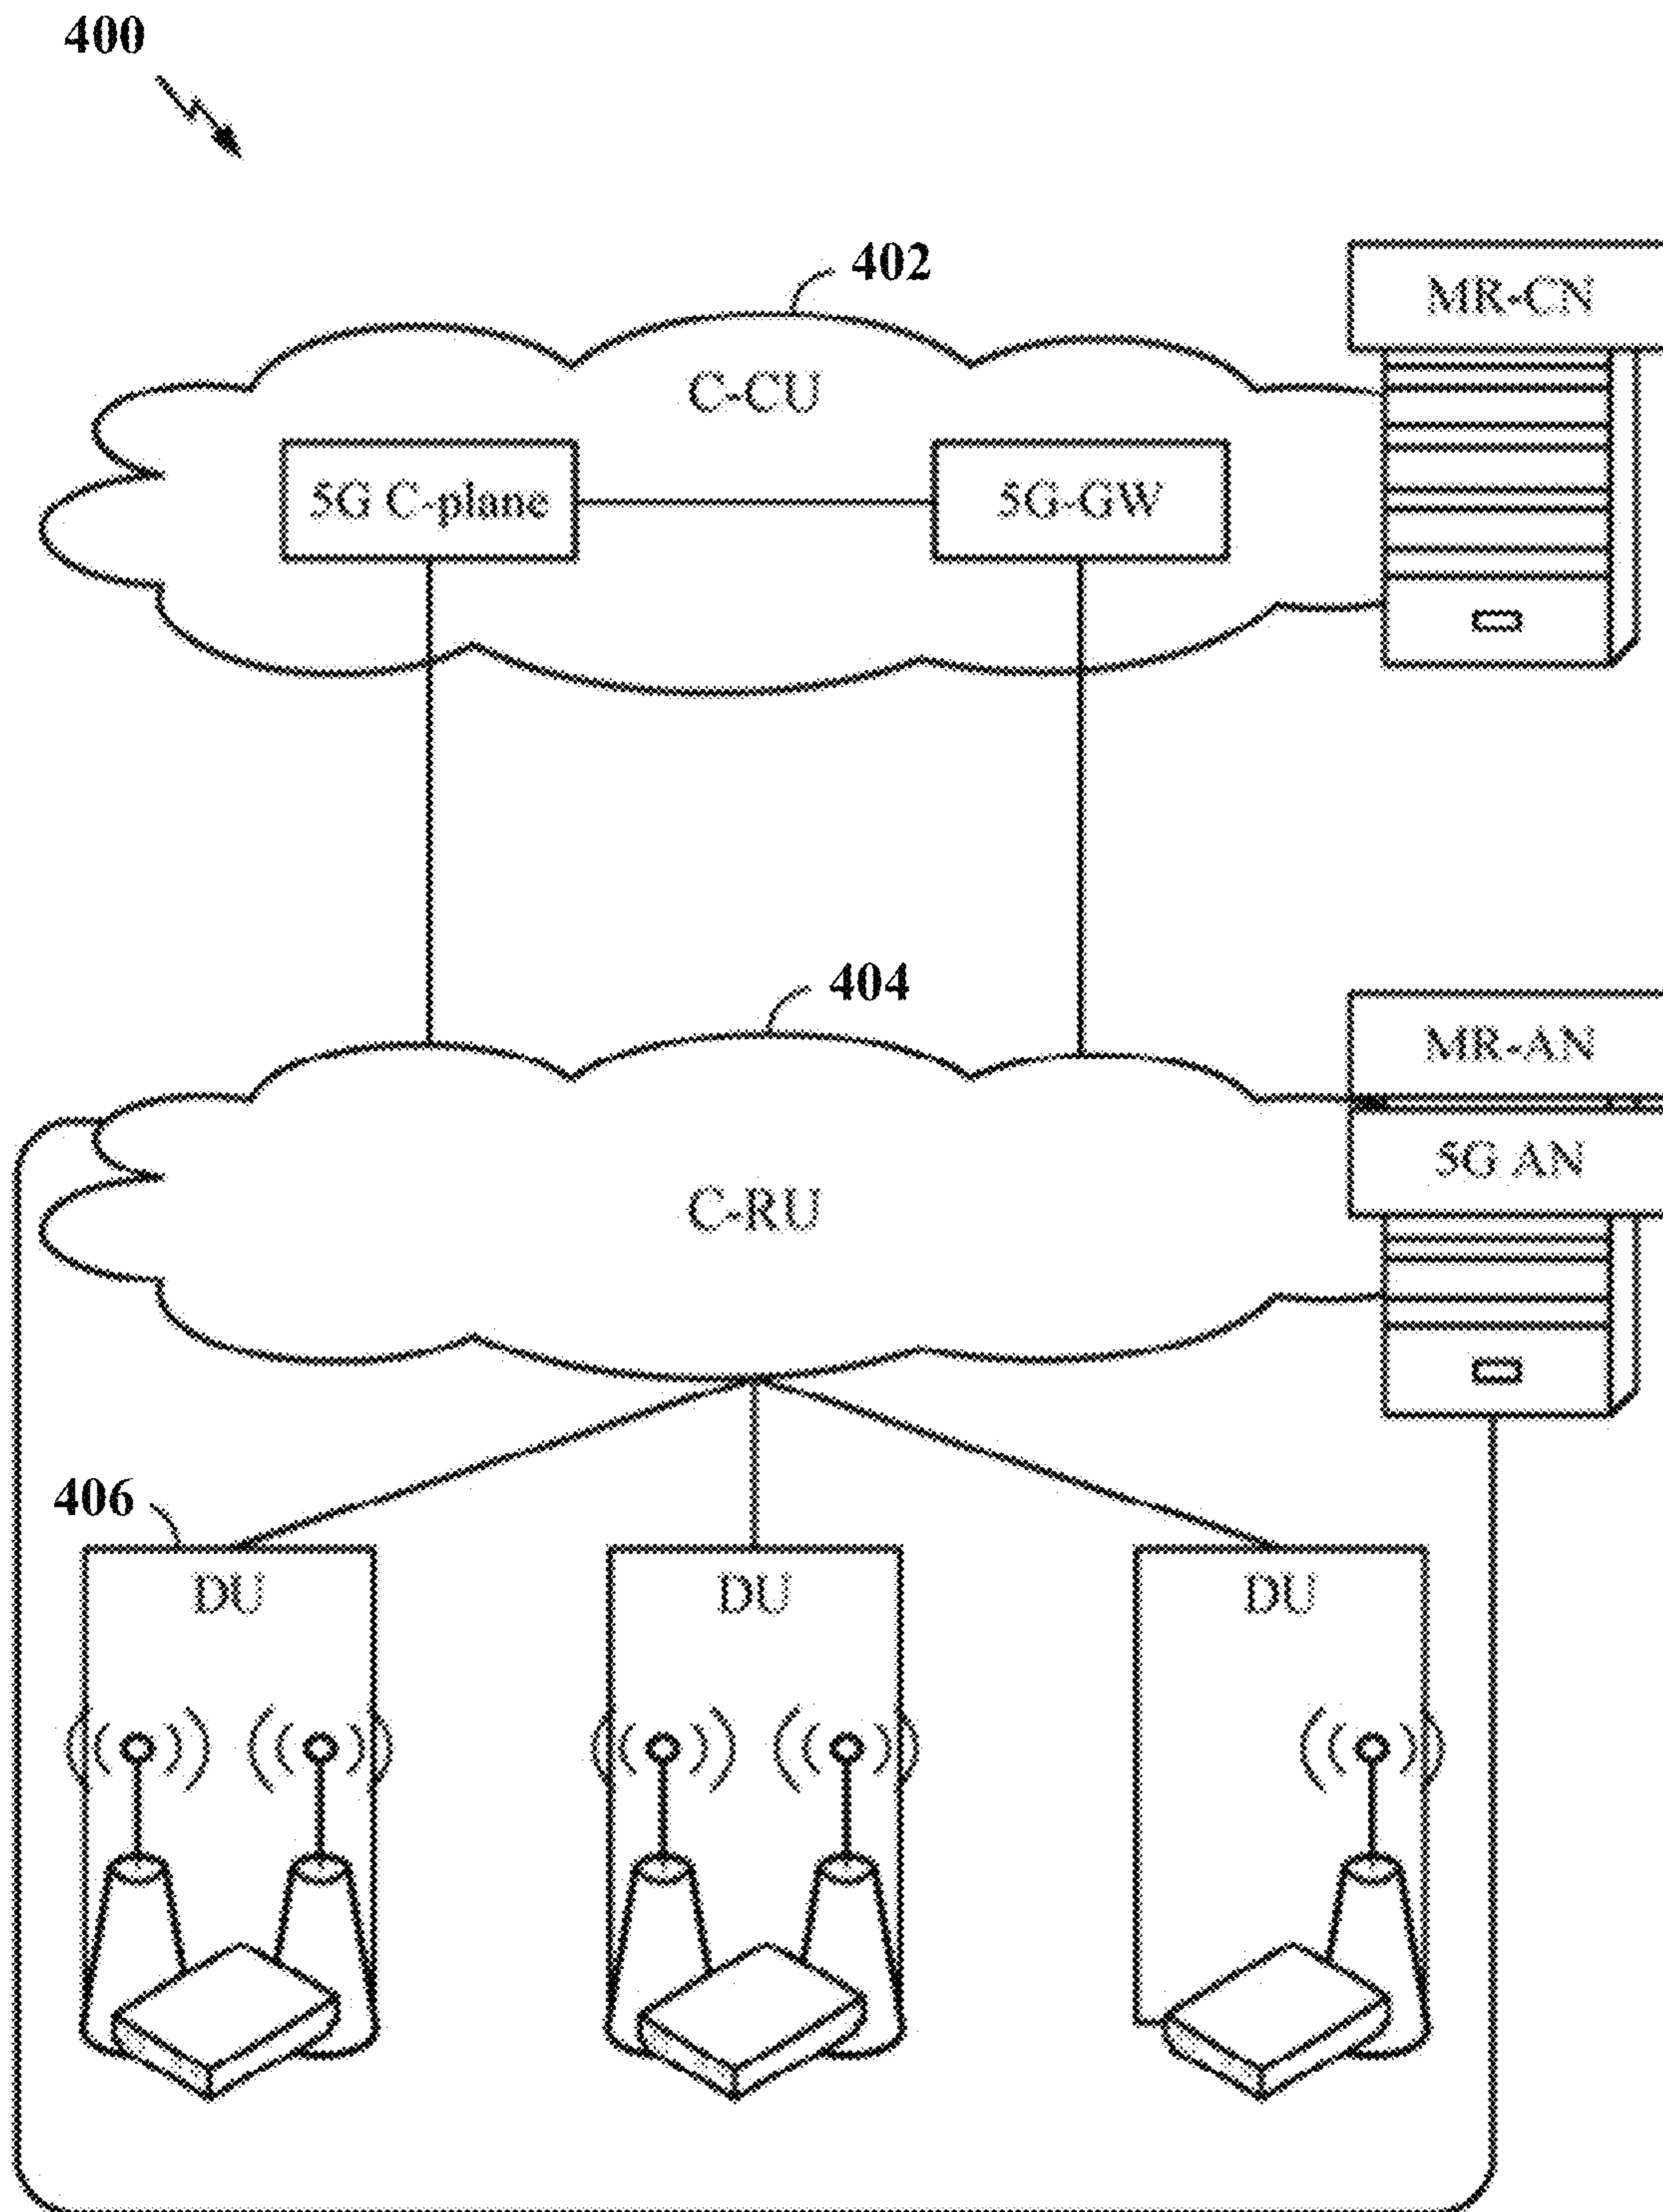 400
402
MR-CN
C-CU
5G C-plane
5G-GW
404
MR-AN
5G AN
C-RU
406
DU
DU
DU